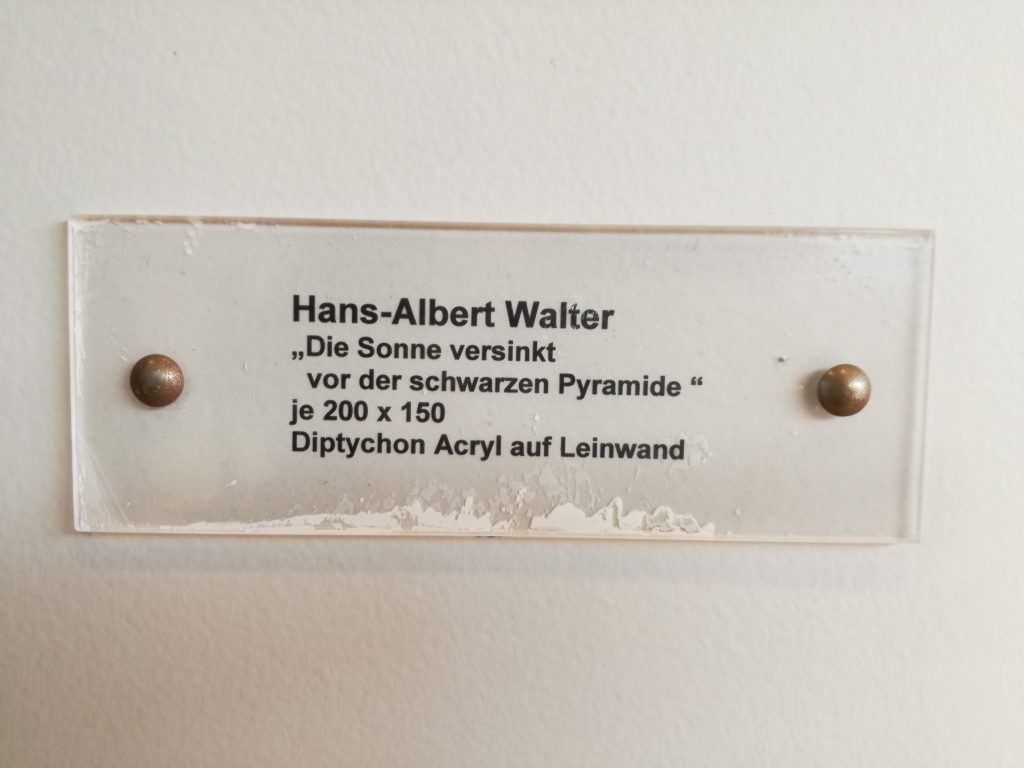 Hans-Albert Walter
„Die Sonne versinkt
vor der schwarzen Pyramide “
je 200 x 150
Diptychon Acryl auf Leinwand